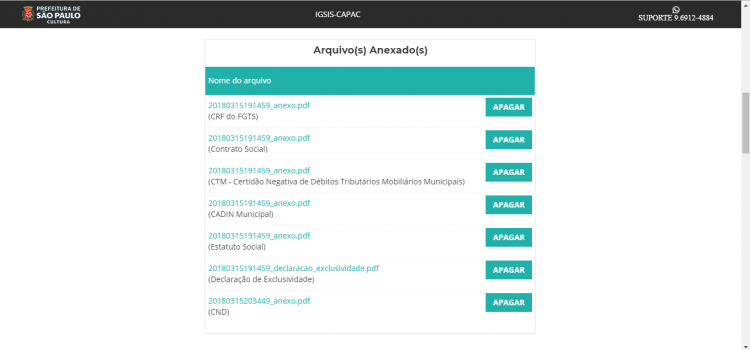 PREFEITURA DE
SÃO PAULO
CULTURA
IGSIS-CAPAC
SUPORTE 9.6912-4884
Arquivo(s) Anexado(s)
Nome do arquivo
20180315191459_anexo.pdf
(CRF do FGTS)
APAGAR
20180315191459_anexo.pdf
(Contrato Social)
APAGAR
20180315191459_anexo.pdf
(CTM - Certidão Negativa de Débitos Tributários Mobiliários Municipais)
APAGAR
20180315191459_anexo.pdf
(CADIN Municipal)
APAGAR
20180315191459_anexo.pdf
(Estatuto Social)
APAGAR
20180315191459_declaracao_exclusividade.pdf
(Declaração de Exclusividade)
APAGAR
20180315203449_anexo.pdf
(CND)
APAGAR